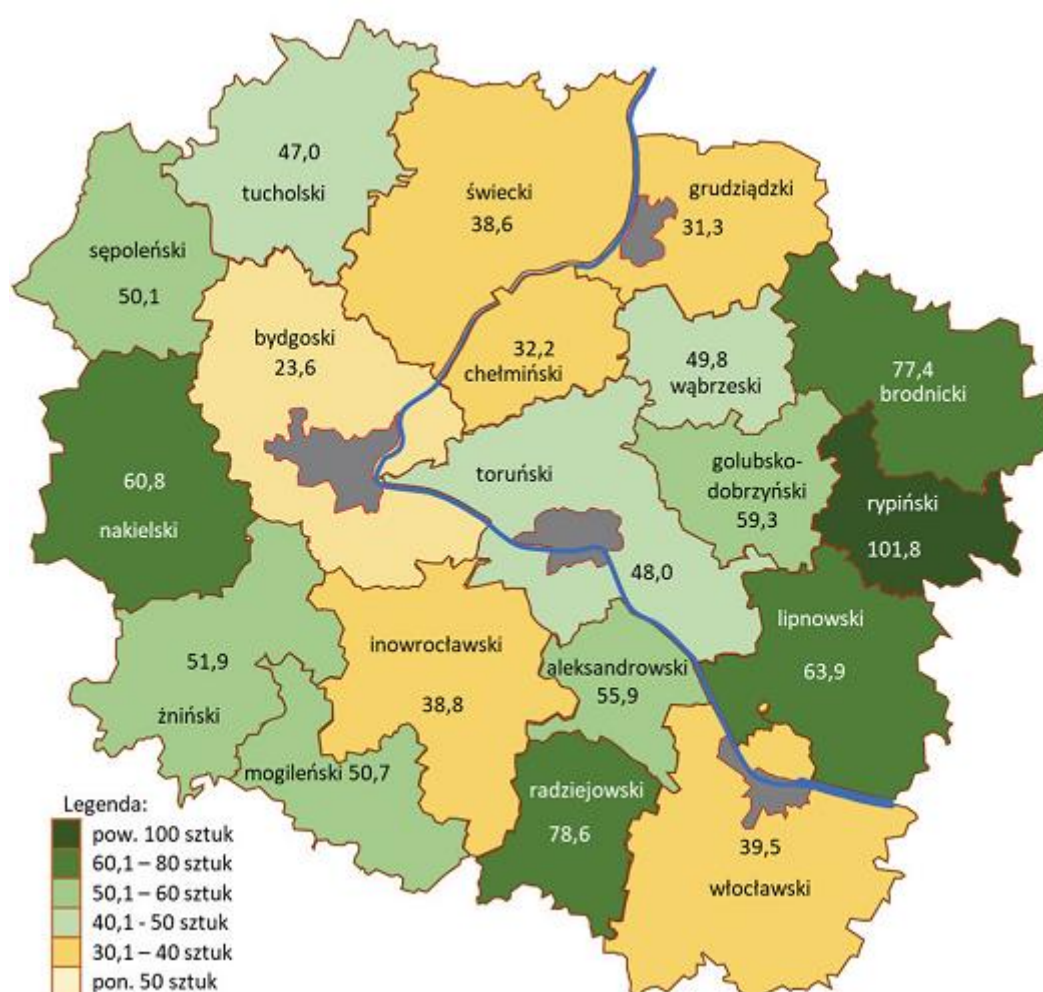 47,0
tucholski
świecki
38,6
grudziądzki
31,3
sępoleński
50,1
bydgoski
23,6
32,2
chełmiński
49,8
wąbrzeski
77,4
brodnicki
60,8
nakielski
toruński
48,0
golubsko-
dobrzyński
59,3
rypiński
101,8
lipnowski
63,9
inowrocławski
38,8
aleksandrowski
55,9
51,9
żniński
mogileński 50,7
radziejowski
78,6
39,5
włocławski
Legenda:
pow. 100 sztuk
60,1 – 80 sztuk
50,1 – 60 sztuk
40,1 - 50 sztuk
30,1 – 40 sztuk
pon. 50 sztuk